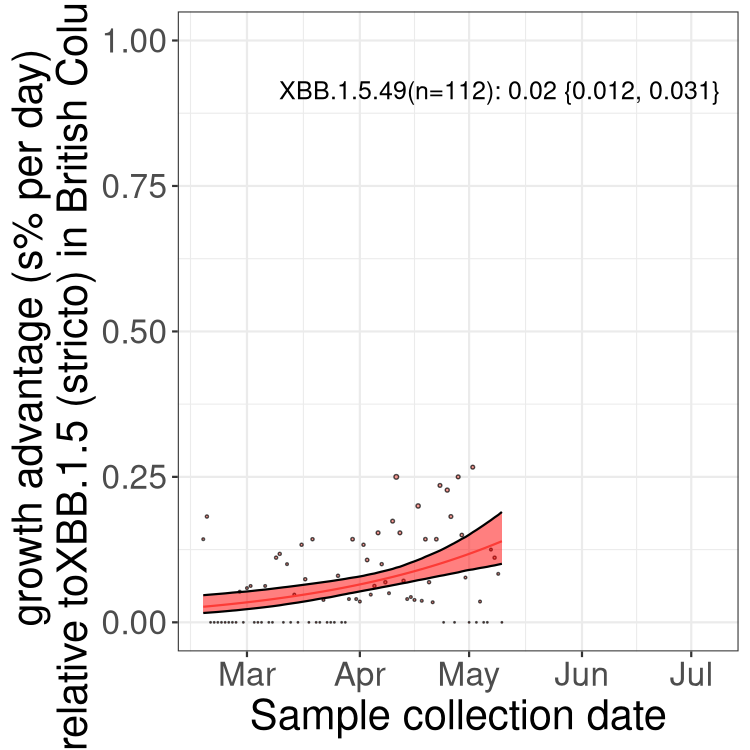 growth advantage (s% per day)
relative toXBB.1.5 (stricto) in British Colu
1.00
0.75
0.50
0.25
0.00
XBB.1.5.49(n=112): 0.02 {0.012, 0.031}
Mar Apr May Jun Jul
Sample collection date